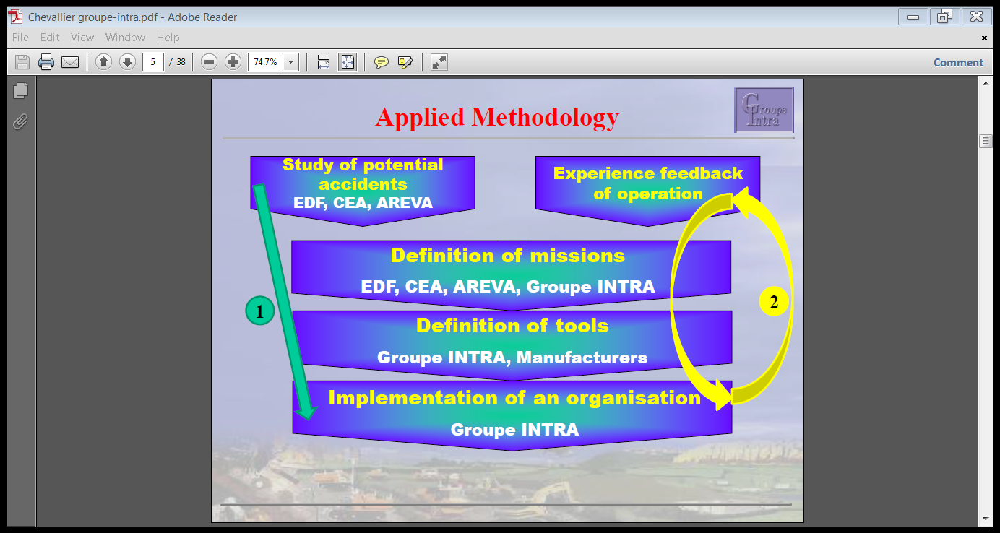 Chevallier groupe-intra.pdf - Adobe Reader
File Edit View Window Help
5 / 38 74.7% Comment
Applied Methodology
Groupe
Intra
Study of potential
accidents
EDF, CEA, AREVA
Experience feedback
of operation
Definition of missions
EDF, CEA, AREVA, Groupe INTRA
1
2
Definition of tools
Groupe INTRA, Manufacturers
Implementation of an organisation
Groupe INTRA